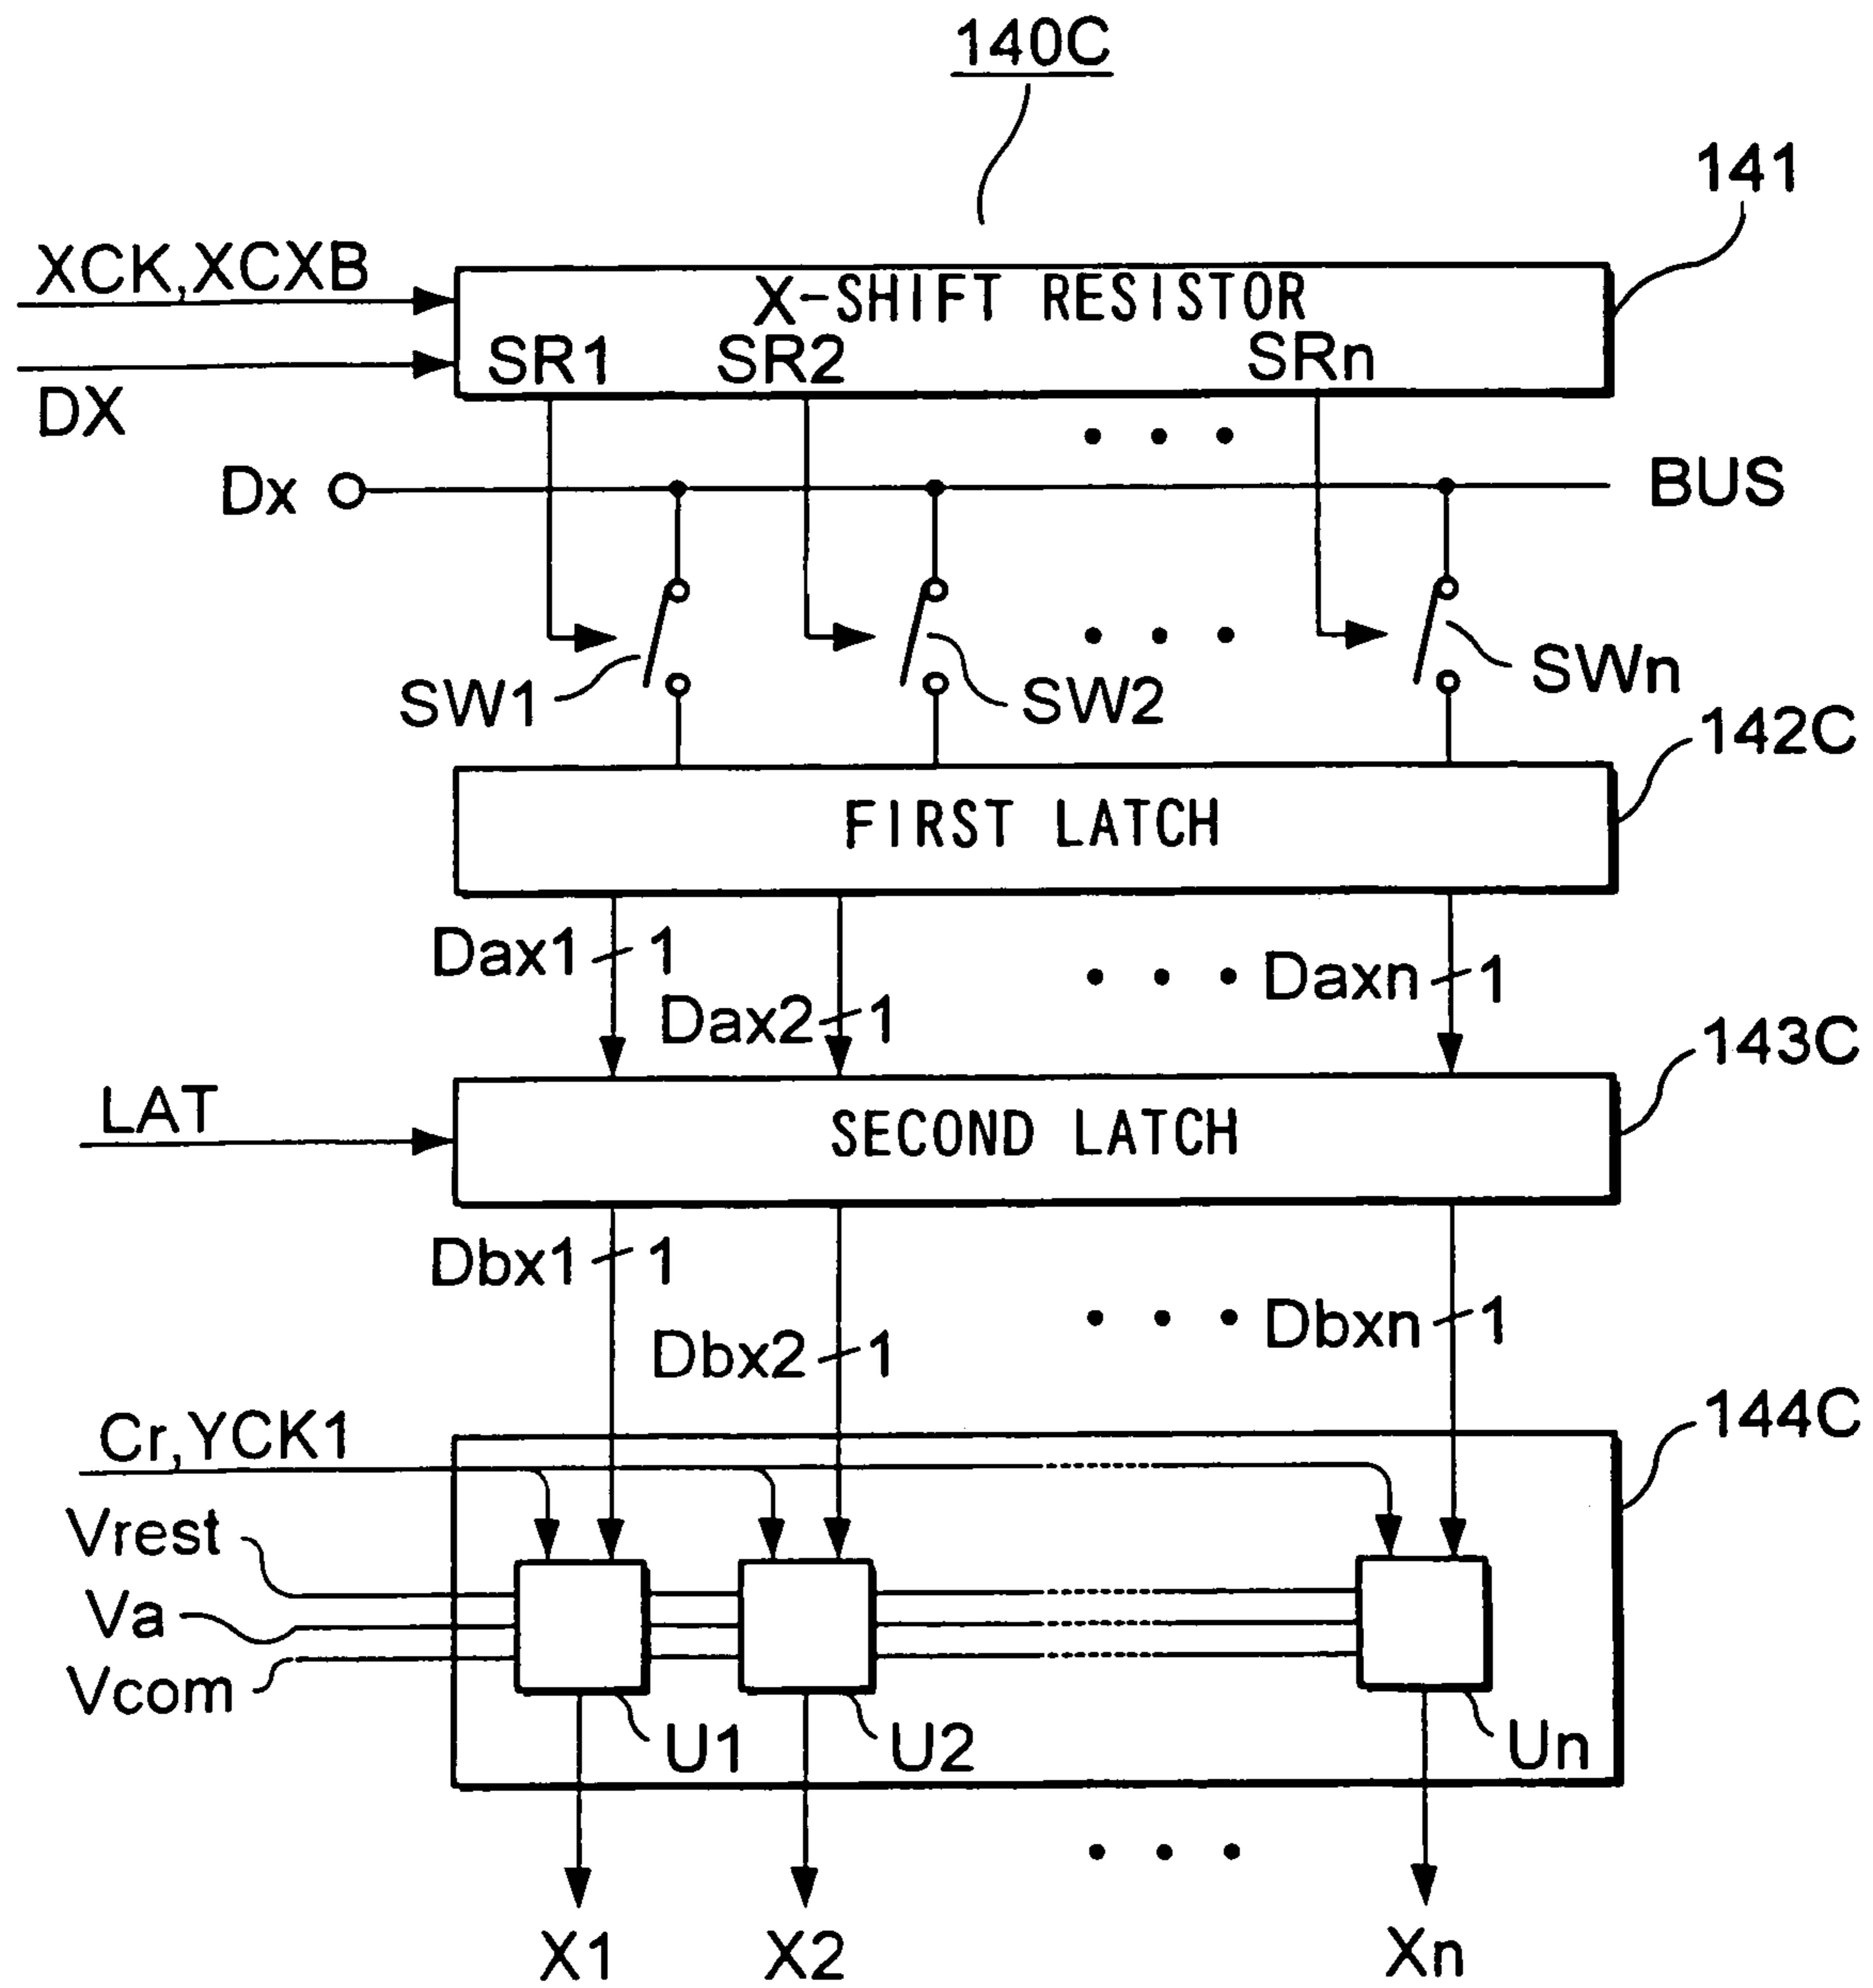 140C
141
XCK,XCXB
X-SHIFT RESISTOR
SR1 SR2 SRn
DX
Dx BUS
SW1 SW2 SWn
142C
FIRST LATCH
Dax1 1 Dax2 1 Daxn 1
143C
LAT
SECOND LATCH
Dbx1 1 Dbx2 1 Dbxn 1
144C
Cr,YCK1
Vrest
Va
Vcom
U1 U2 Un
X1 X2 Xn